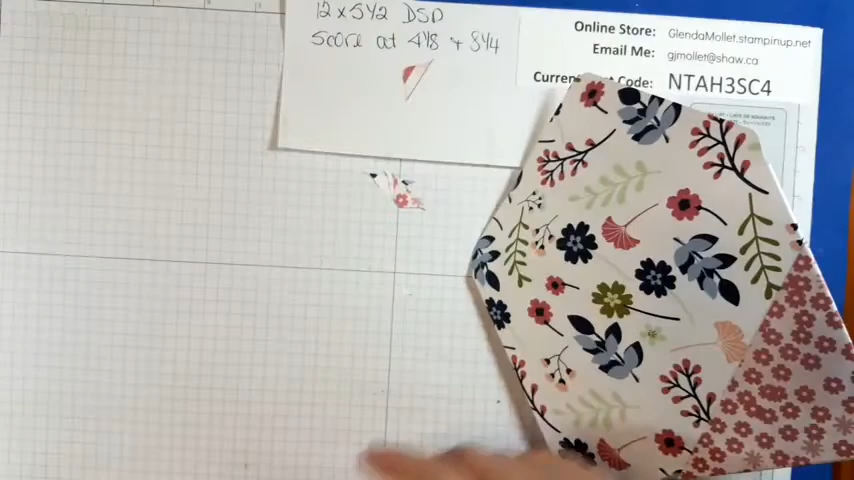 12 x 5 1/2 DSP
Score at 4 1/8 + 8 1/4
Online Store: GlendaMollet.stampinup.net
Email Me: gjmollet@shaw.ca
Code: NTAH3SC4